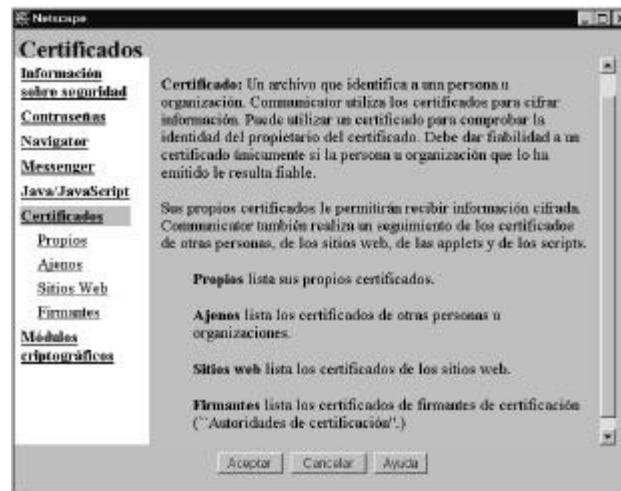 Netscape
Certificados
Información
sobre seguridad
Contraseñas
Navigator
Messenger
Java/JavaScript
Certificados
Propios
Ajenos
Sitios Web
Firmantes
Módulos
criptográficos
Certificado: Un archivo que identifica a una persona u
organización. Communicator utiliza los certificados para cifrar
información. Puede utilizar un certificado para comprobar la
identidad del propietario del certificado. Debe dar fiabilidad a un
certificado únicamente si la persona u organización que lo ha
emitido le resulta fiable.
Sus propios certificados le permitirán recibir información cifrada.
Communicator también realiza un seguimiento de los certificados
de otras personas, de los sitios web, de las applets y de los scripts.
Propios lista sus propios certificados.
Ajenos lista los certificados de otras personas u
organizaciones.
Sitios web lista los certificados de los sitios web.
Firmantes lista los certificados de firmantes de certificación
(``Autoridades de certificación''.)
Aceptar Cancelar Ayuda